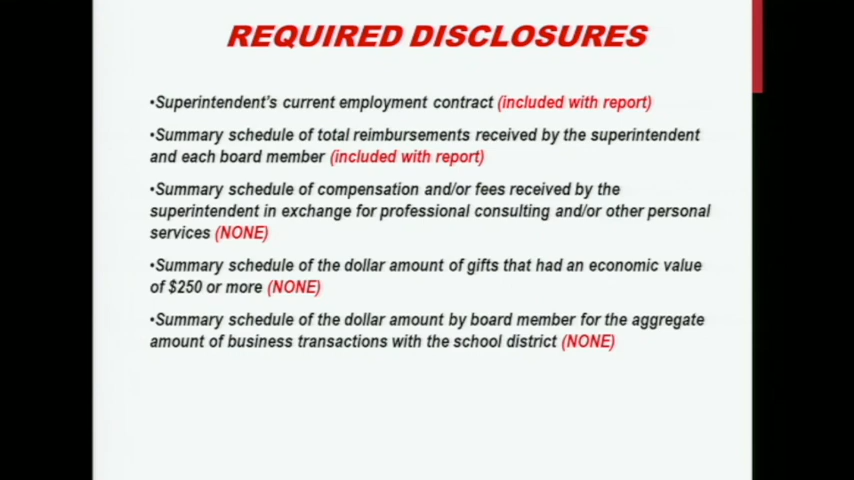 REQUIRED DISCLOSURES
•Superintendent's current employment contract (included with report)
•Summary schedule of total reimbursements received by the superintendent
and each board member (included with report)
•Summary schedule of compensation and/or fees received by the
superintendent in exchange for professional consulting and/or other personal
services (NONE)
•Summary schedule of the dollar amount of gifts that had an economic value
of $250 or more (NONE)
•Summary schedule of the dollar amount by board member for the aggregate
amount of business transactions with the school district (NONE)